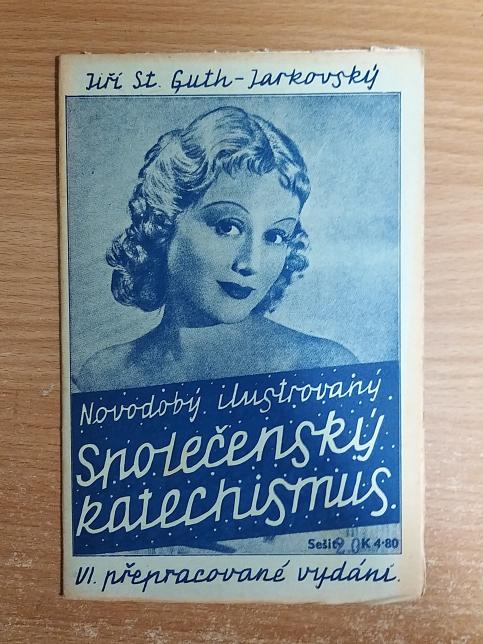 Jiří St. Guth-Jarkovský
Novodobý ilustrovaný
Společenský
katechismus.
Sešit K 4·80
VI. přepracované vydání.